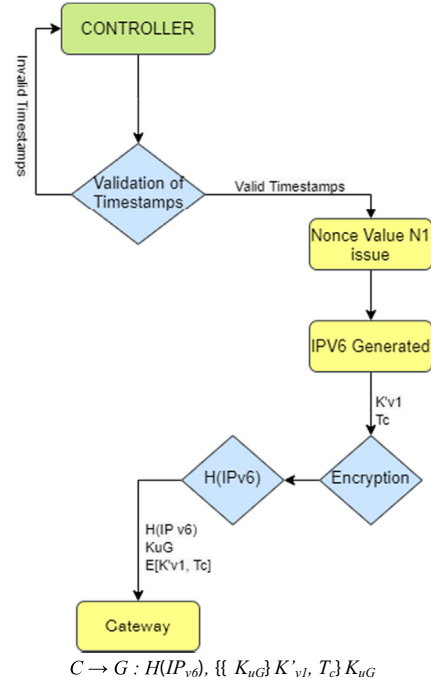 CONTROLLER
Invalid Timestamps
Validation of
Timestamps
Valid Timestamps
Nonce Value N1
issue
IPV6 Generated
K'v1
Tc
Encryption
H(IPv6)
H(IP v6)
KuG
E[K'v1, Tc]
Gateway
C → G : H(IPv6), {{ KuG} K'v1, Tc} KuG